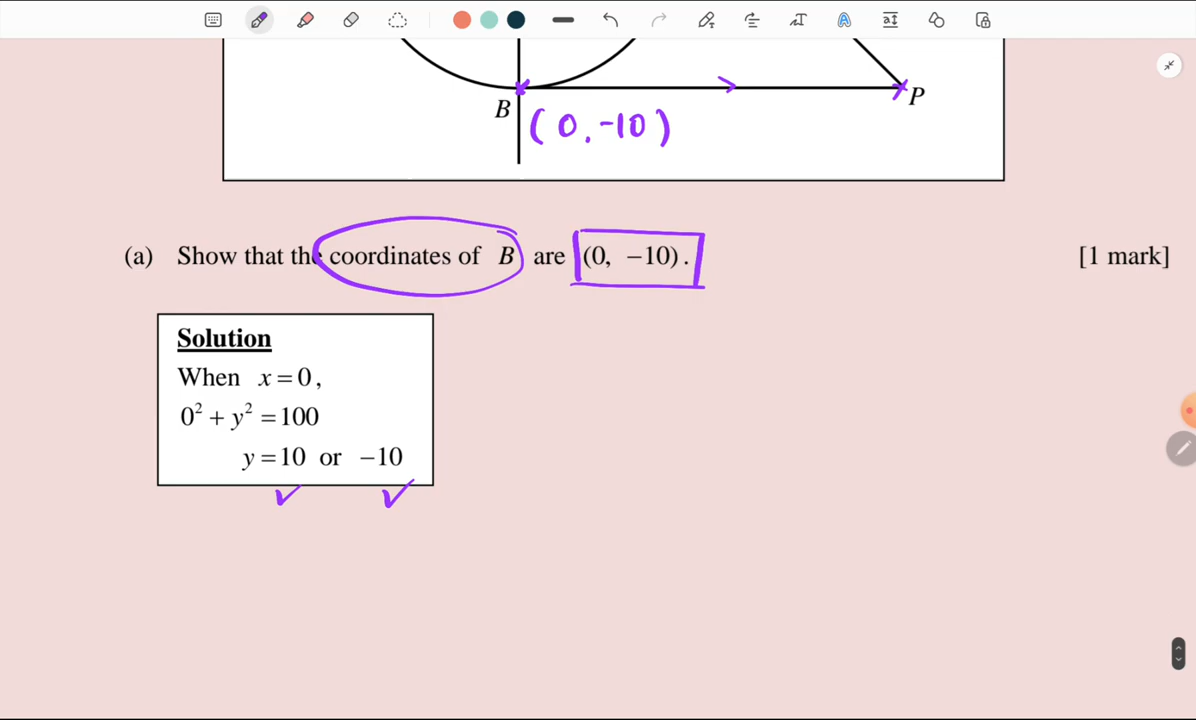 B
P
(0, -10)
(a) Show that the coordinates of B are (0, −10). [1 mark]
Solution
When x = 0,
0² + y² = 100
y = 10 or −10